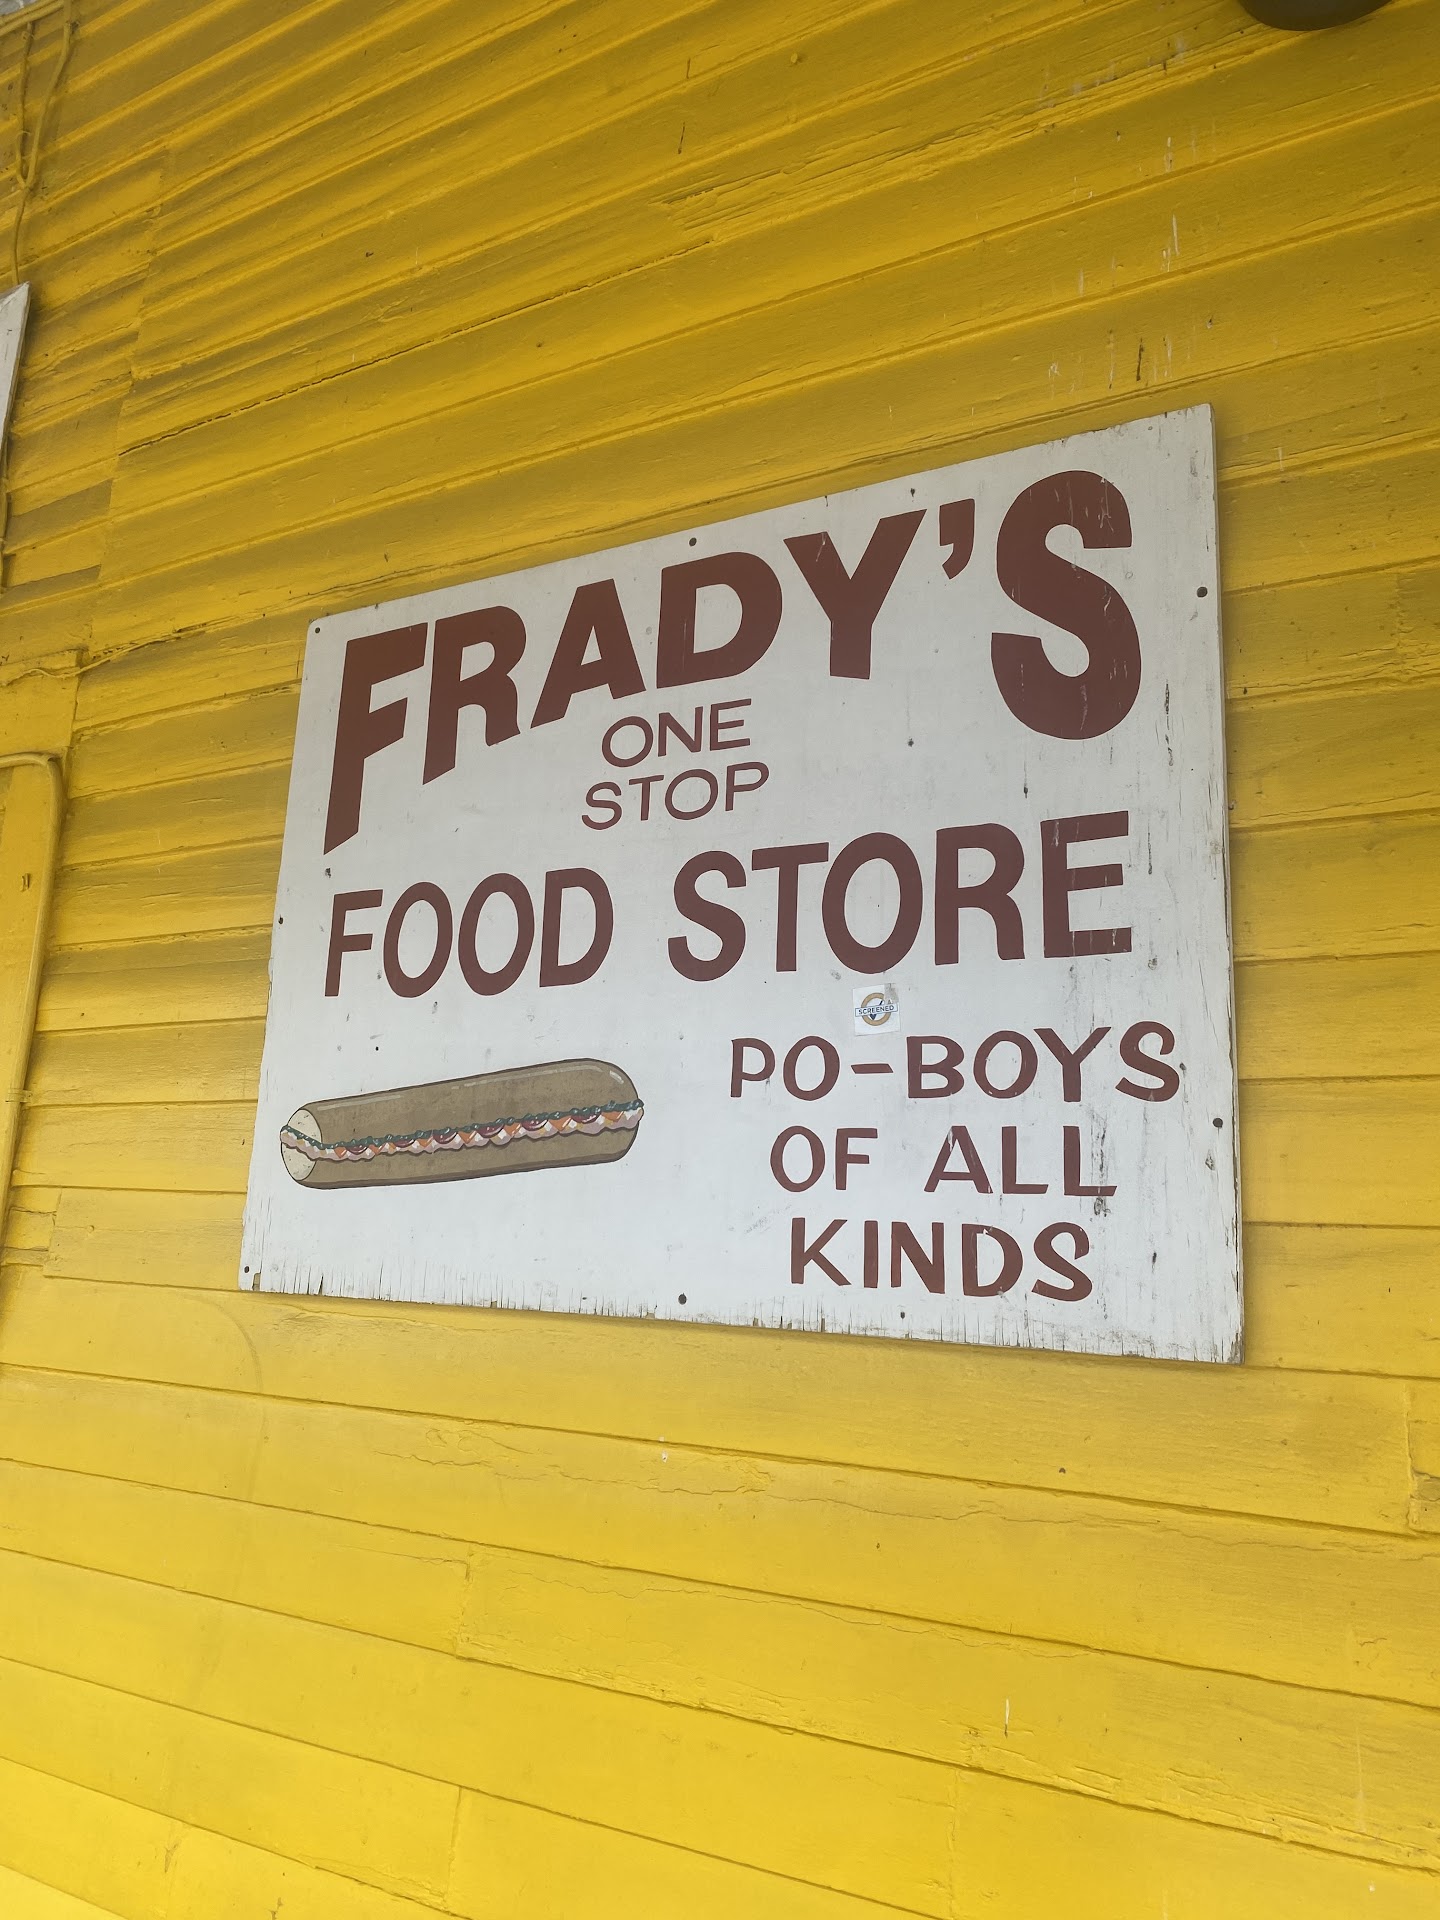 FRADY'S
ONE
STOP
FOOD STORE
SCREENED
PO-BOYS
OF ALL
KINDS